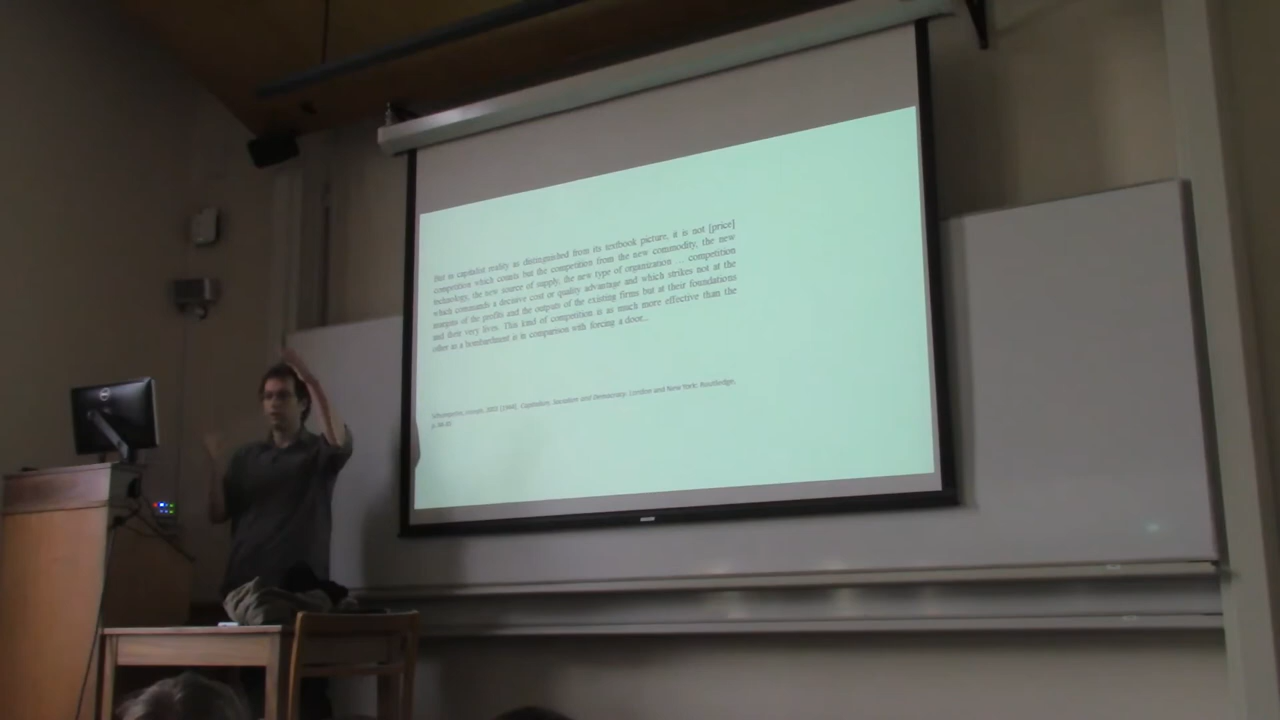 But in capitalist reality as distinguished from its textbook picture, it is not [price]
competition which counts but the competition from the new commodity, the new
technology, the new source of supply, the new type of organization ... competition
which commands a decisive cost or quality advantage and which strikes not at the
margins of the profits and the outputs of the existing firms but at their foundations
and their very lives. This kind of competition is as much more effective than the
other as a bombardment is in comparison with forcing a door...
Schumpeter, Joseph. 2003 Capitalism, Socialism and Democracy. London and New York: Routledge.
DELL